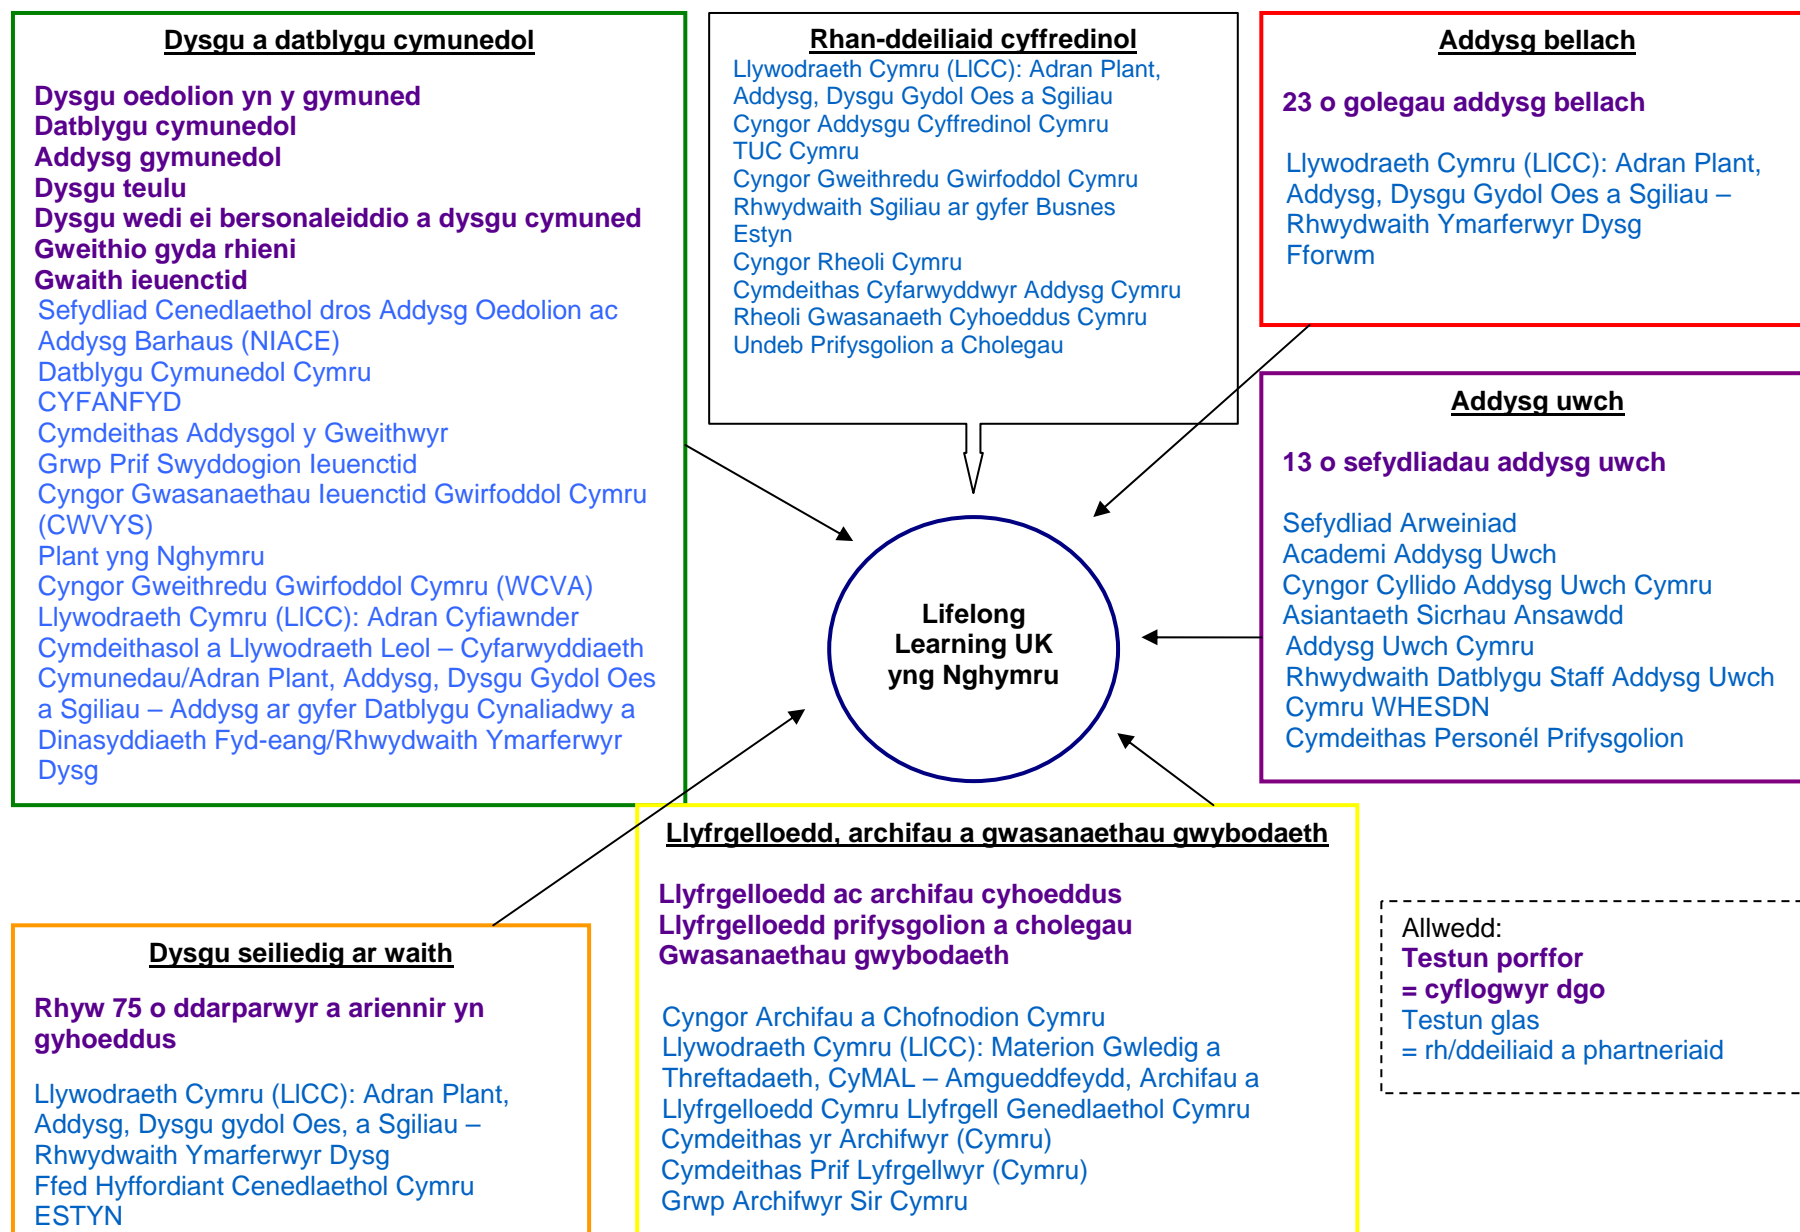 Dysgu a datblygu cymunedol
Dysgu oedolion yn y gymuned
Datblygu cymunedol
Addysg gymunedol
Dysgu teulu
Dysgu wedi ei bersonaleiddio a dysgu cymuned
Gweithio gyda rhieni
Gwaith ieuenctid
Sefydliad Cenedlaethol dros Addysg Oedolion ac
Addysg Barhaus (NIACE)
Datblygu Cymunedol Cymru
CYFANFYD
Cymdeithas Addysgol y Gweithwyr
Grwp Prif Swyddogion Ieuenctid
Cyngor Gwasanaethau Ieuenctid Gwirfoddol Cymru
(CWVYS)
Plant yng Nghymru
Cyngor Gweithredu Gwirfoddol Cymru (WCVA)
Llywodraeth Cymru (LlCC): Adran Cyfiawnder
Cymdeithasol a Llywodraeth Leol – Cyfarwyddiaeth
Cymunedau/Adran Plant, Addysg, Dysgu Gydol Oes
a Sgiliau – Addysg ar gyfer Datblygu Cynaliadwy a
Dinasyddiaeth Fyd-eang/Rhwydwaith Ymarferwyr
Dysg
Rhan-ddeiliaid cyffredinol
Llywodraeth Cymru (LlCC): Adran Plant,
Addysg, Dysgu Gydol Oes a Sgiliau
Cyngor Addysgu Cyffredinol Cymru
TUC Cymru
Cyngor Gweithredu Gwirfoddol Cymru
Rhwydwaith Sgiliau ar gyfer Busnes
Estyn
Cyngor Rheoli Cymru
Cymdeithas Cyfarwyddwyr Addysg Cymru
Rheoli Gwasanaeth Cyhoeddus Cymru
Undeb Prifysgolion a Cholegau
Addysg bellach
23 o golegau addysg bellach
Llywodraeth Cymru (LlCC): Adran Plant,
Addysg, Dysgu Gydol Oes a Sgiliau –
Rhwydwaith Ymarferwyr Dysg
Fforwm
Addysg uwch
13 o sefydliadau addysg uwch
Sefydliad Arweiniad
Academi Addysg Uwch
Cyngor Cyllido Addysg Uwch Cymru
Asiantaeth Sicrhau Ansawdd
Addysg Uwch Cymru
Rhwydwaith Datblygu Staff Addysg Uwch
Cymru WHESDN
Cymdeithas Personél Prifysgolion
Lifelong
Learning UK
yng Nghymru
Dysgu seiliedig ar waith
Rhyw 75 o ddarparwyr a ariennir yn
gyhoeddus
Llywodraeth Cymru (LlCC): Adran Plant,
Addysg, Dysgu gydol Oes, a Sgiliau –
Rhwydwaith Ymarferwyr Dysg
Ffed Hyffordiant Cenedlaethol Cymru
ESTYN
Llyfrgelloedd, archifau a gwasanaethau gwybodaeth
Llyfrgelloedd ac archifau cyhoeddus
Llyfrgelloedd prifysgolion a cholegau
Gwasanaethau gwybodaeth
Cyngor Archifau a Chofnodion Cymru
Llywodraeth Cymru (LlCC): Materion Gwledig a
Threftadaeth, CyMAL – Amgueddfeydd, Archifau a
Llyfrgelloedd Cymru Llyfrgell Genedlaethol Cymru
Cymdeithas yr Archifwyr (Cymru)
Cymdeithas Prif Lyfrgellwyr (Cymru)
Grwp Archifwyr Sir Cymru
Allwedd:
Testun porffor
= cyflogwyr dgo
Testun glas
= rh/ddeiliaid a phartneriaid